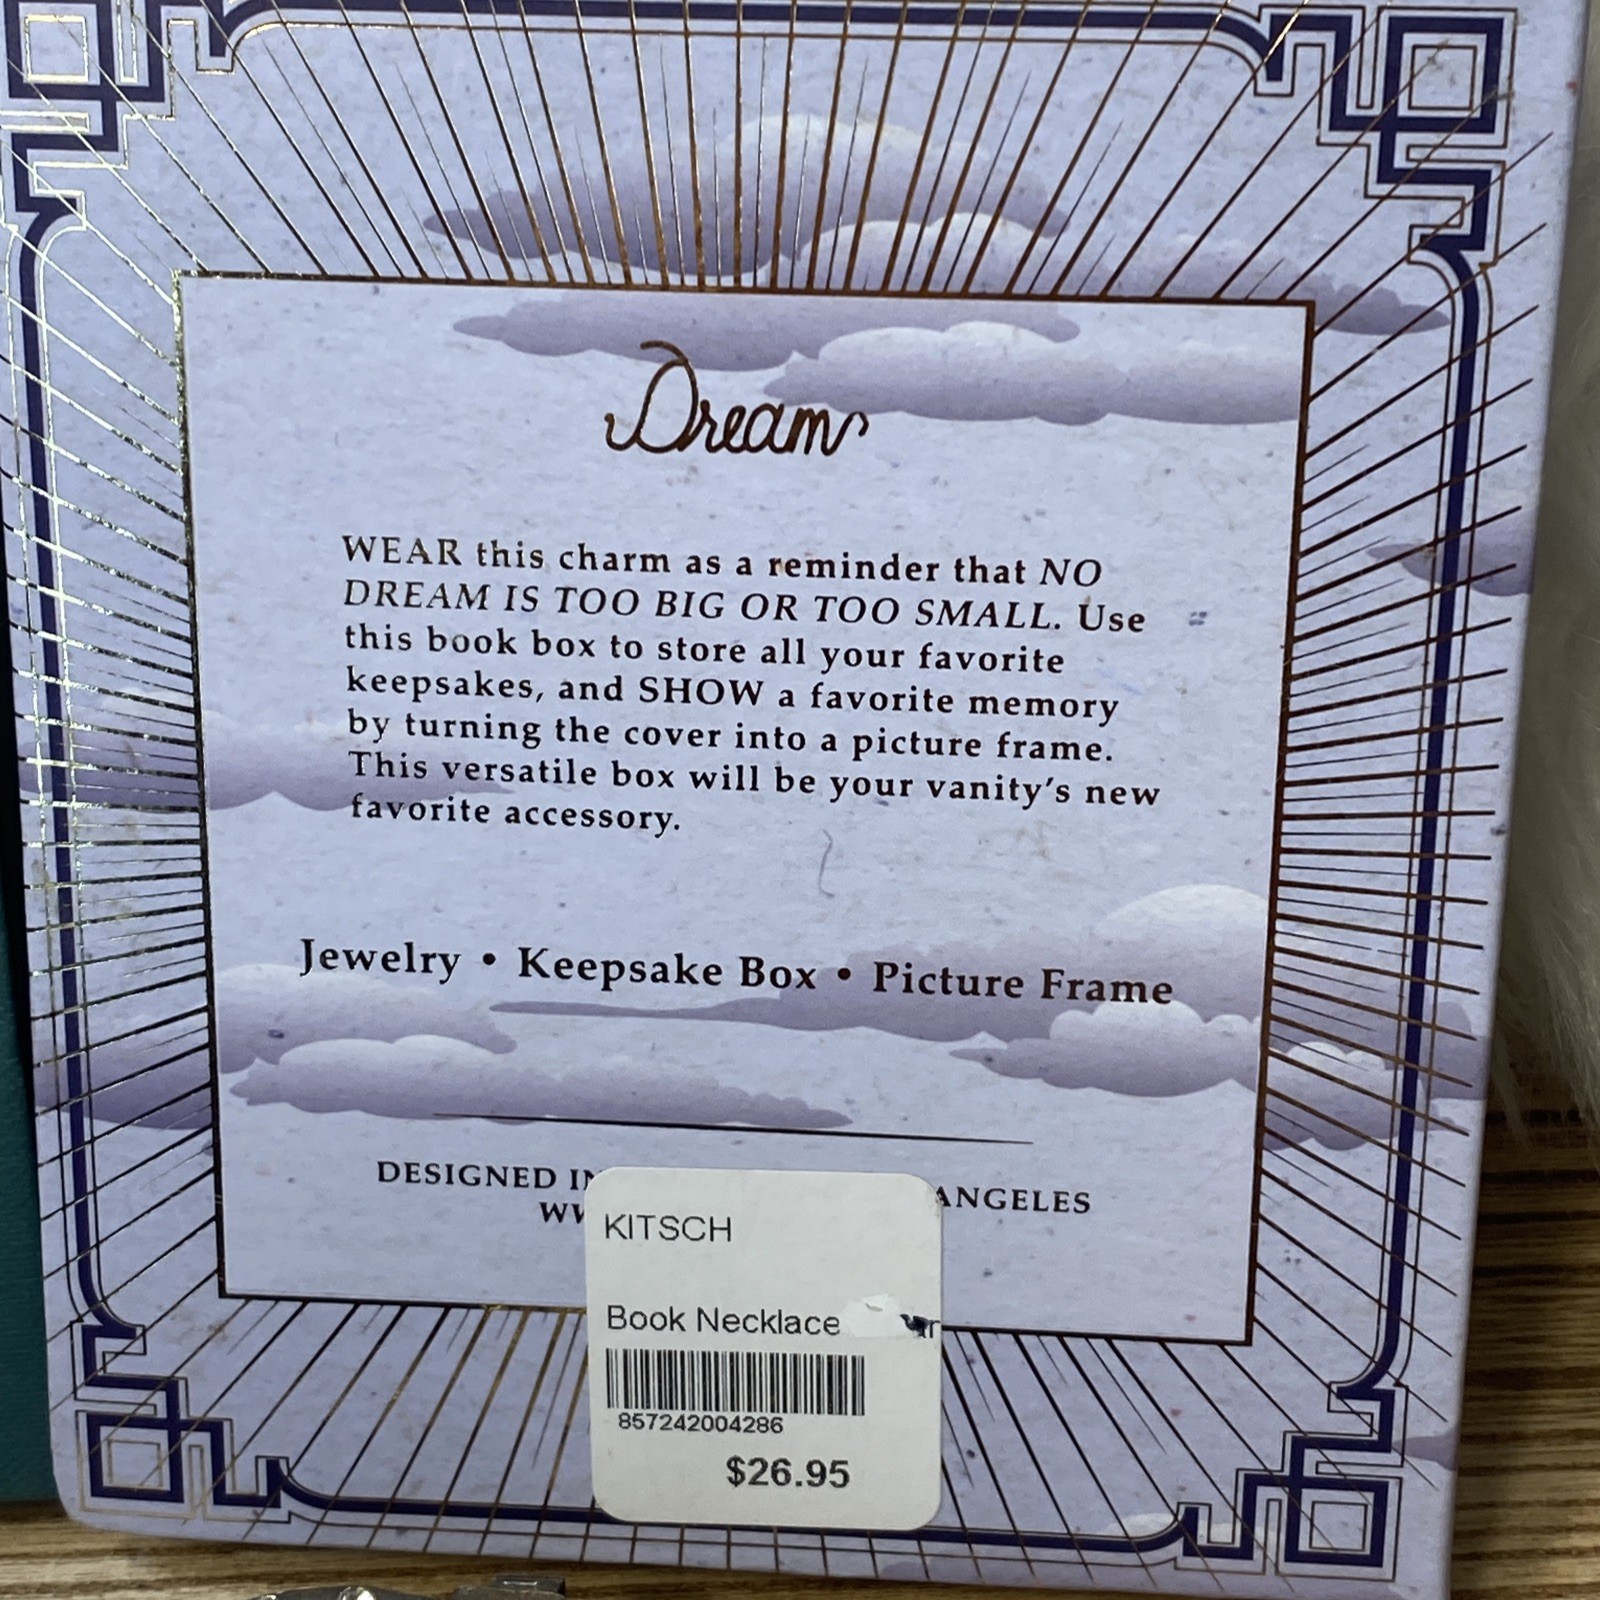 Dream
WEAR this charm as a reminder that NO
DREAM IS TOO BIG OR TOO SMALL. Use
this book box to store all your favorite
keepsakes, and SHOW a favorite memory
by turning the cover into a picture frame.
This versatile box will be your vanity's new
favorite accessory.
Jewelry • Keepsake Box • Picture Frame
DESIGNED ANGELES
KITSCH
Book Necklace
857242004286
$26.95